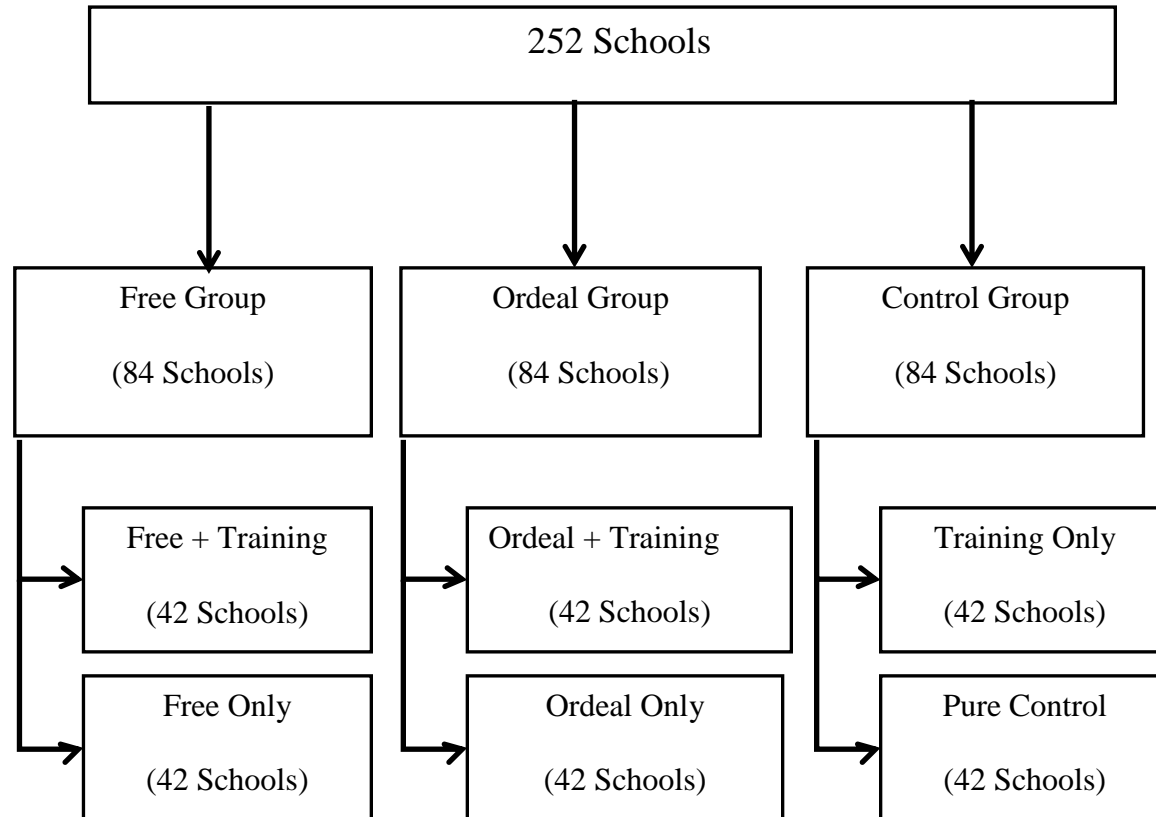 252 Schools
Free Group
(84 Schools)
Ordeal Group
(84 Schools)
Control Group
(84 Schools)
Free + Training
(42 Schools)
Ordeal + Training
(42 Schools)
Training Only
(42 Schools)
Free Only
(42 Schools)
Ordeal Only
(42 Schools)
Pure Control
(42 Schools)